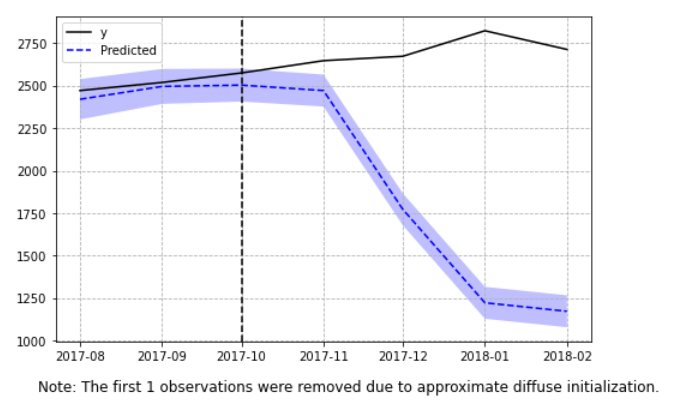 y
Predicted
2750
2500
2250
2000
1750
1500
1250
1000
2017-08 2017-09 2017-10 2017-11 2017-12 2018-01 2018-02
Note: The first 1 observations were removed due to approximate diffuse initialization.